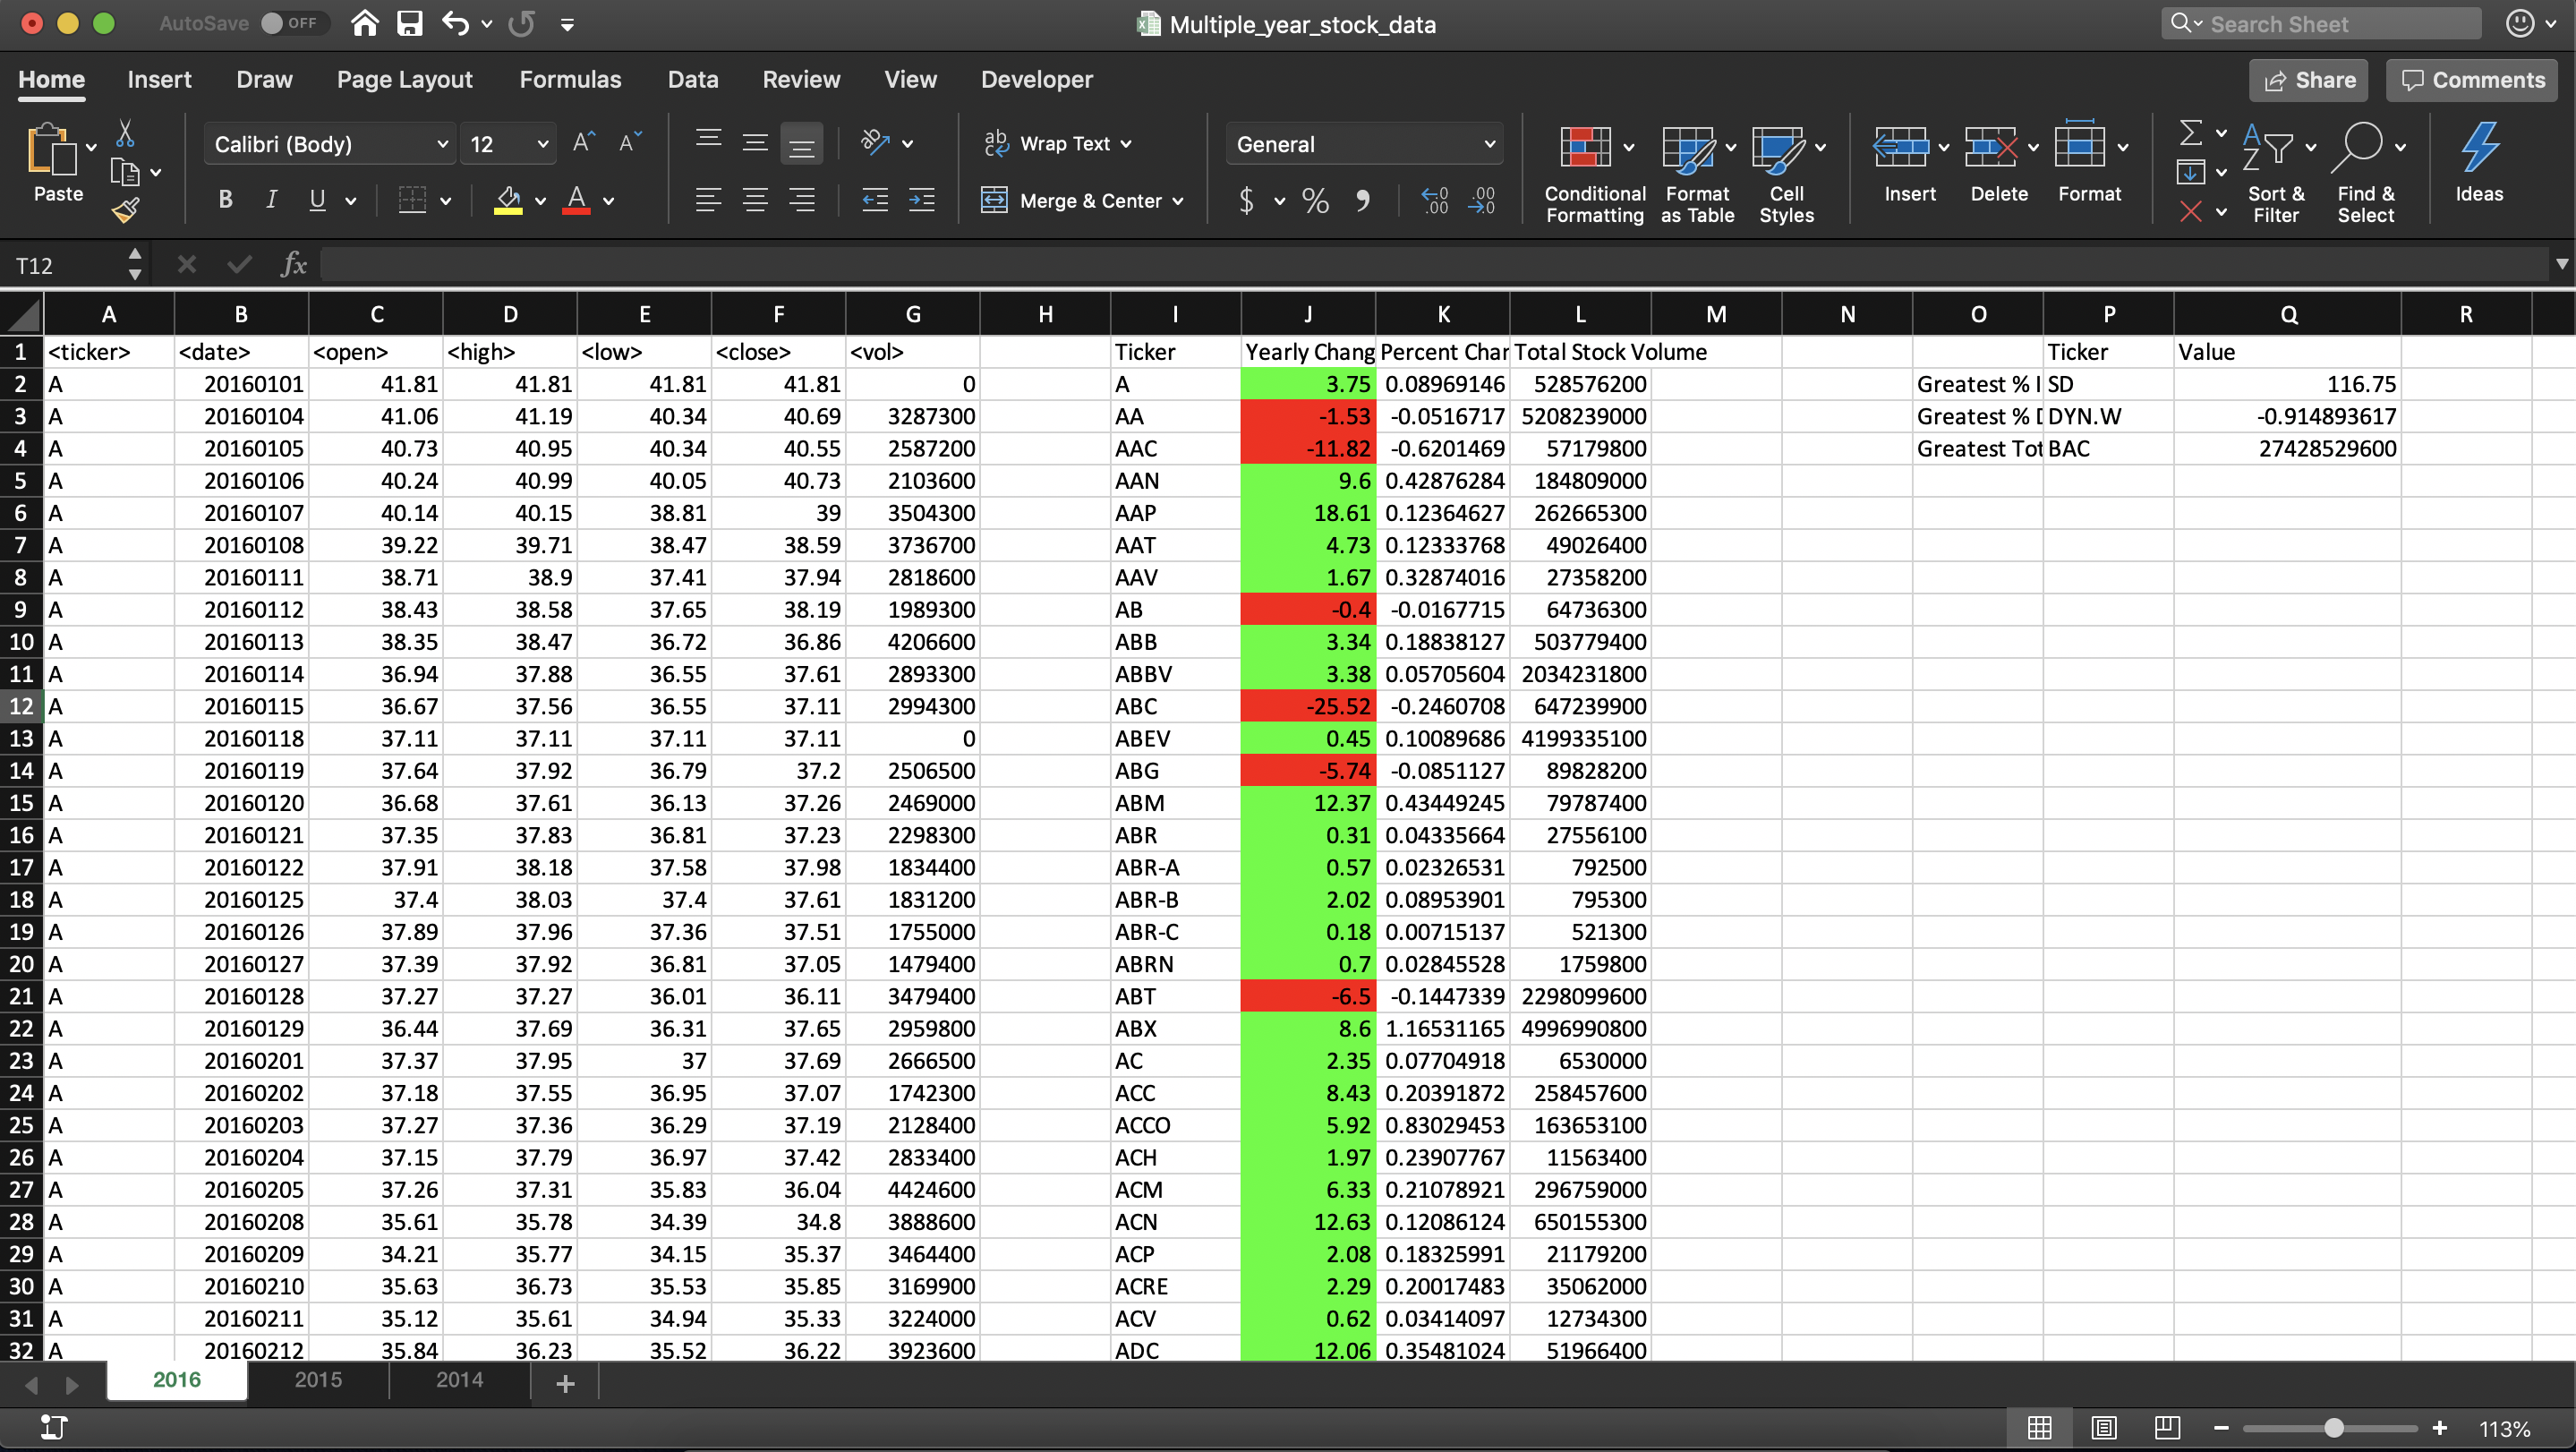 AutoSave OFF Multiple_year_stock_data Search Sheet
Home Insert Draw Page Layout Formulas Data Review View Developer Share Comments
Paste Calibri (Body) 12 Wrap Text General Conditional Formatting Format as Table Cell Styles Insert Delete Format Sort & Filter Find & Select Ideas
B I U Merge & Center $ %
T12 fx
A B C D E F G H I J K L M N O P Q R
1 <ticker> <date> <open> <high> <low> <close> <vol> Ticker Yearly Chang Percent Char Total Stock Volume Ticker Value
2 A 20160101 41.81 41.81 41.81 41.81 0 A 3.75 0.08969146 528576200 Greatest % I SD 116.75
3 A 20160104 41.06 41.19 40.34 40.69 3287300 AA -1.53 -0.0516717 5208239000 Greatest % D DYN.W -0.914893617
4 A 20160105 40.73 40.95 40.34 40.55 2587200 AAC -11.82 -0.6201469 57179800 Greatest Tot BAC 27428529600
5 A 20160106 40.24 40.99 40.05 40.73 2103600 AAN 9.6 0.42876284 184809000
6 A 20160107 40.14 40.15 38.81 39 3504300 AAP 18.61 0.12364627 262665300
7 A 20160108 39.22 39.71 38.47 38.59 3736700 AAT 4.73 0.12333768 49026400
8 A 20160111 38.71 38.9 37.41 37.94 2818600 AAV 1.67 0.32874016 27358200
9 A 20160112 38.43 38.58 37.65 38.19 1989300 AB -0.4 -0.0167715 64736300
10 A 20160113 38.35 38.47 36.72 36.86 4206600 ABB 3.34 0.18838127 503779400
11 A 20160114 36.94 37.88 36.55 37.61 2893300 ABBV 3.38 0.05705604 2034231800
12 A 20160115 36.67 37.56 36.55 37.11 2994300 ABC -25.52 -0.2460708 647239900
13 A 20160118 37.11 37.11 37.11 37.11 0 ABEV 0.45 0.10089686 4199335100
14 A 20160119 37.64 37.92 36.79 37.2 2506500 ABG -5.74 -0.0851127 89828200
15 A 20160120 36.68 37.61 36.13 37.26 2469000 ABM 12.37 0.43449245 79787400
16 A 20160121 37.35 37.83 36.81 37.23 2298300 ABR 0.31 0.04335664 27556100
17 A 20160122 37.91 38.18 37.58 37.98 1834400 ABR-A 0.57 0.02326531 792500
18 A 20160125 37.4 38.03 37.4 37.61 1831200 ABR-B 2.02 0.08953901 795300
19 A 20160126 37.89 37.96 37.36 37.51 1755000 ABR-C 0.18 0.00715137 521300
20 A 20160127 37.39 37.92 36.81 37.05 1479400 ABRN 0.7 0.02845528 1759800
21 A 20160128 37.27 37.27 36.01 36.11 3479400 ABT -6.5 -0.1447339 2298099600
22 A 20160129 36.44 37.69 36.31 37.65 2959800 ABX 8.6 1.16531165 4996990800
23 A 20160201 37.37 37.95 37 37.69 2666500 AC 2.35 0.07704918 6530000
24 A 20160202 37.18 37.55 36.95 37.07 1742300 ACC 8.43 0.20391872 258457600
25 A 20160203 37.27 37.36 36.29 37.19 2128400 ACCO 5.92 0.83029453 163653100
26 A 20160204 37.15 37.79 36.97 37.42 2833400 ACH 1.97 0.23907767 11563400
27 A 20160205 37.26 37.31 35.83 36.04 4424600 ACM 6.33 0.21078921 296759000
28 A 20160208 35.61 35.78 34.39 34.8 3888600 ACN 12.63 0.12086124 650155300
29 A 20160209 34.21 35.77 34.15 35.37 3464400 ACP 2.08 0.18325991 21179200
30 A 20160210 35.63 36.73 35.53 35.85 3169900 ACRE 2.29 0.20017483 35062000
31 A 20160211 35.12 35.61 34.94 35.33 3224000 ACV 0.62 0.03414097 12734300
32 A 20160212 35.84 36.23 35.52 36.22 3923600 ADC 12.06 0.35481024 51966400
2016 2015 2014 +
113%